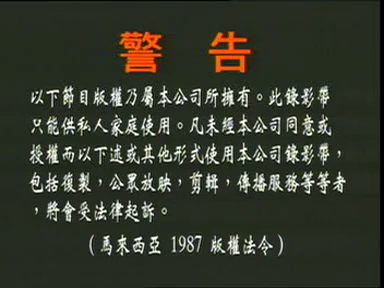 警 告
以下節目版權乃屬本公司所擁有。此錄影帶
只能供私人家庭使用。凡未經本公司同意或
授權而以下述或其他形式使用本公司錄影帶，
包括複製，公眾放映，剪輯，傳播服務等等者
，將會受法律起訴。
（馬來西亞 1987 版權法令）